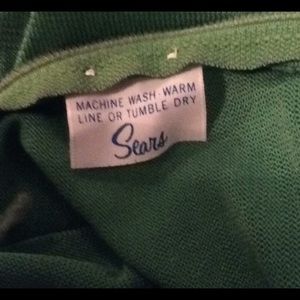 MACHINE WASH-WARM
LINE OR TUMBLE DRY
Sears